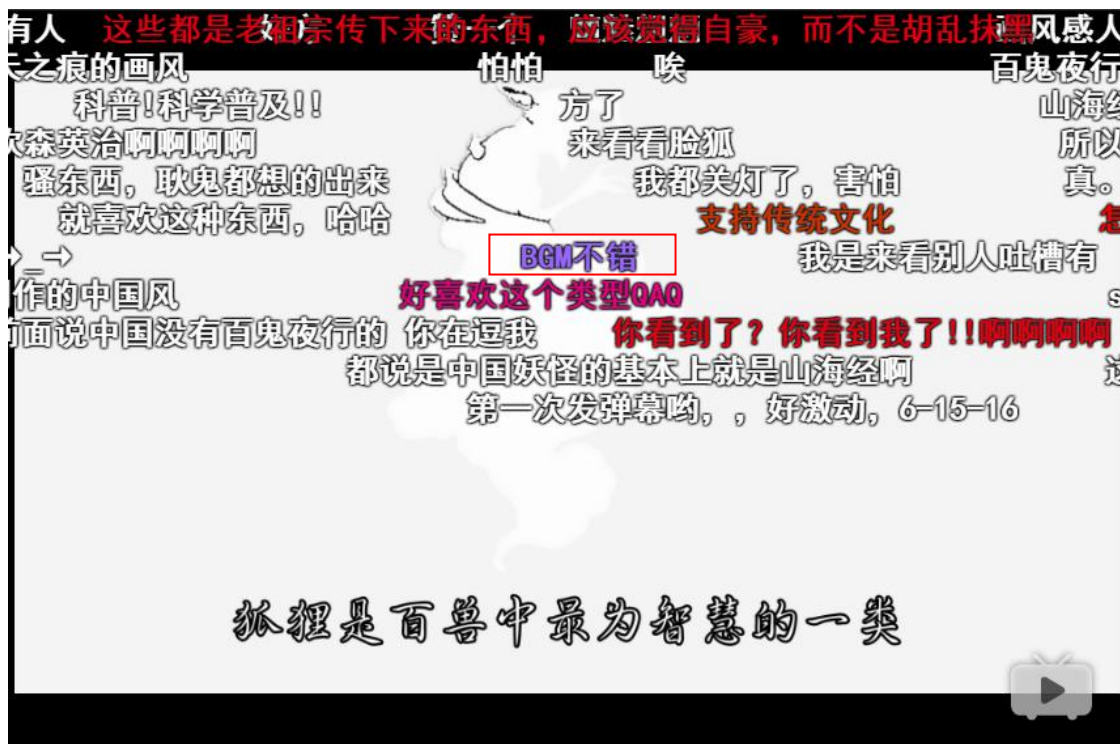 有人 这些都是老祖宗传下来的东西，应该觉得自豪，而不是胡乱抹黑 画风感人
天之痕的画风 怕怕 唉 百鬼夜行
科普!科学普及!! 方了 山海经
森英治啊啊啊啊 来看看脸狐 所以
骚东西，耿鬼都想的出来 我都关灯了，害怕 真。
就喜欢这种东西，哈哈 支持传统文化
→_→ BGM不错 我是来看别人吐槽有
作的中国风 好喜欢这个类型QAQ s
前面说中国没有百鬼夜行的 你在逗我 你看到了？你看到我了!!啊啊啊啊
都说是中国妖怪的基本上就是山海经啊 这
第一次发弹幕哟，，好激动，6-15-16
狐狸是百兽中最为智慧的一类